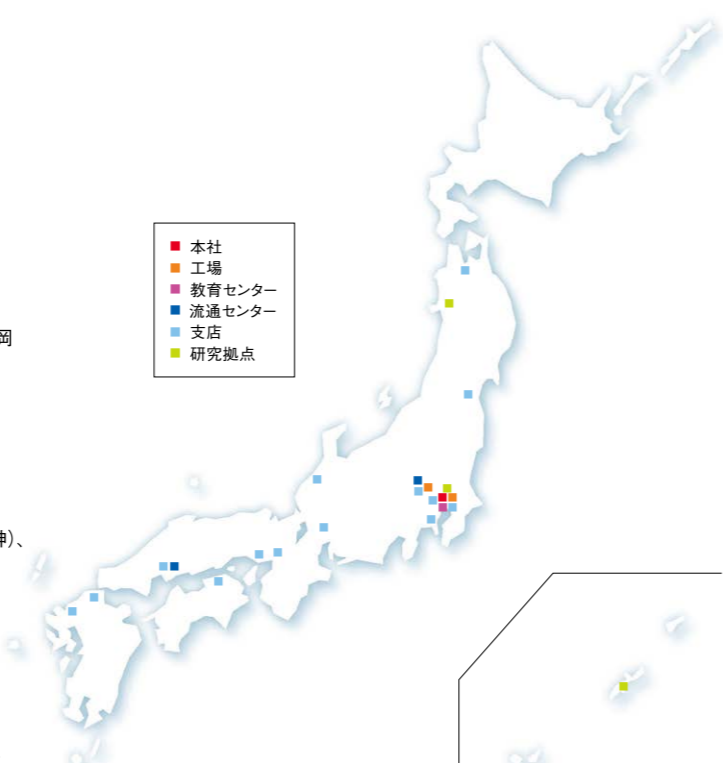 本社
工場
教育センター
流通センター
支店
研究拠点
岡
神）、